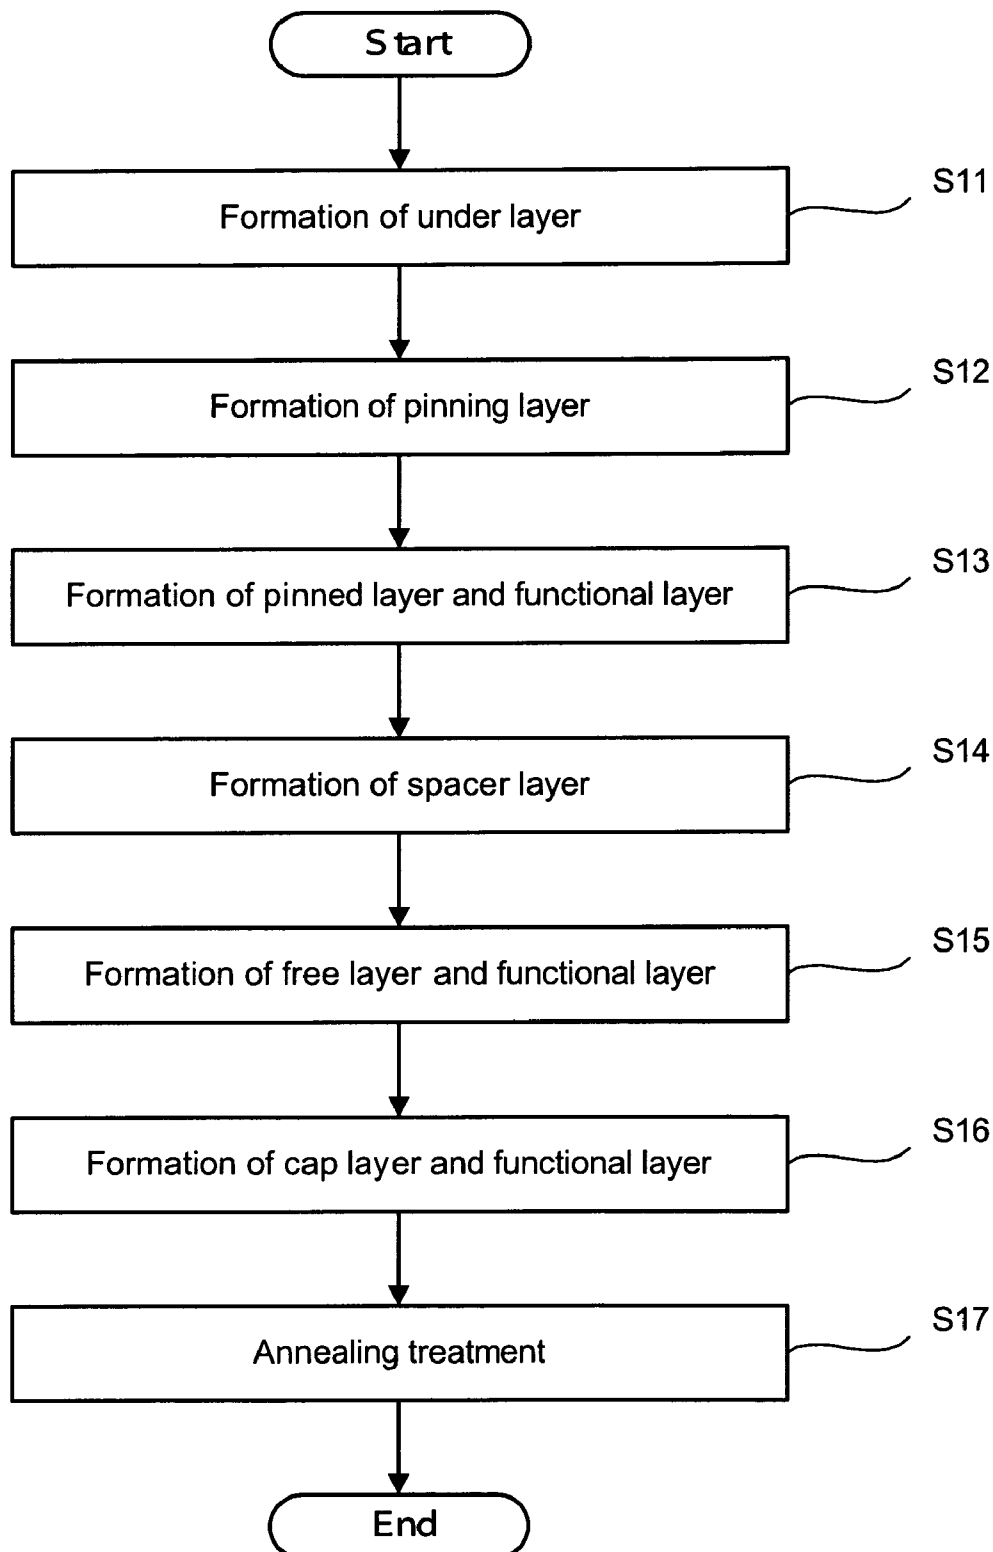 Start
Formation of under layer
S11
Formation of pinning layer
S12
Formation of pinned layer and functional layer
S13
Formation of spacer layer
S14
Formation of free layer and functional layer
S15
Formation of cap layer and functional layer
S16
Annealing treatment
S17
End